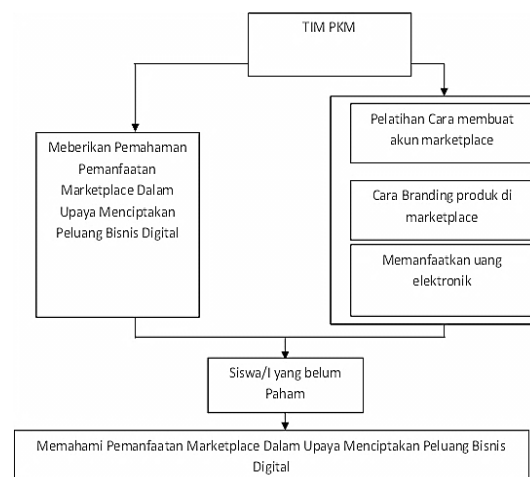 TIM PKM
Meberikan Pemahaman
Pemanfaatan
Marketplace Dalam
Upaya Menciptakan
Peluang Bisnis Digital
Pelatihan Cara membuat
akun marketplace
Cara Branding produk di
marketplace
Memanfaatkan uang
elektronik
Siswa/I yang belum
Paham
Memahami Pemanfaatan Marketplace Dalam Upaya Menciptakan Peluang Bisnis
Digital